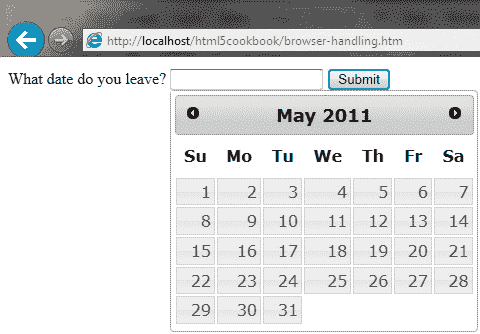 http://localhost/html5cookbook/browser-handling.htm
What date do you leave? Submit
May 2011
Su Mo Tu We Th Fr Sa
1 2 3 4 5 6 7
8 9 10 11 12 13 14
15 16 17 18 19 20 21
22 23 24 25 26 27 28
29 30 31